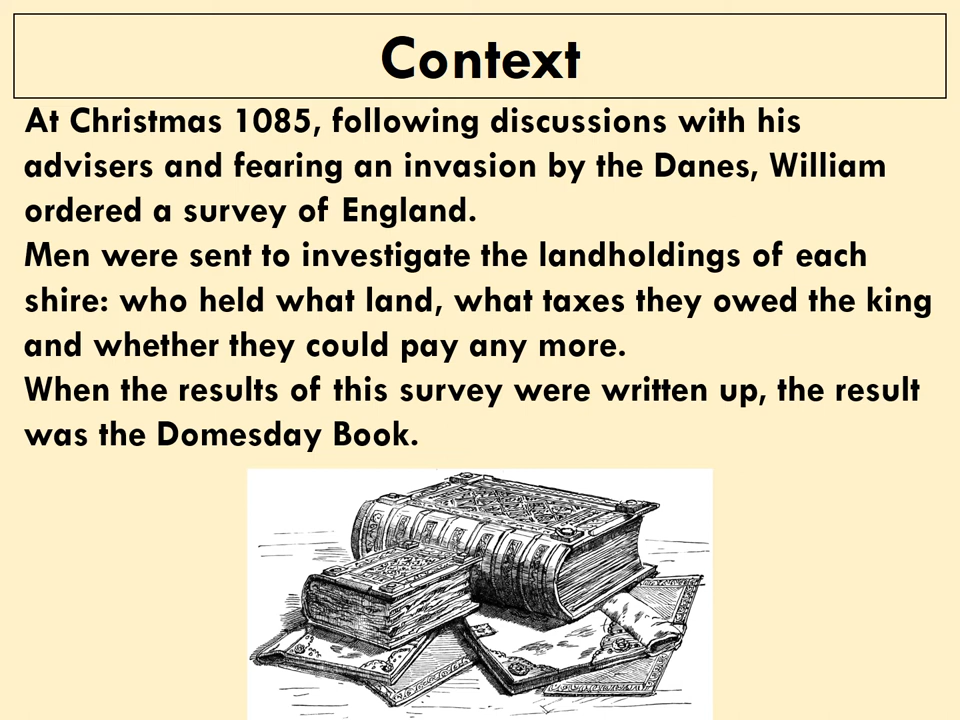 Context
At Christmas 1085, following discussions with his
advisers and fearing an invasion by the Danes, William
ordered a survey of England.
Men were sent to investigate the landholdings of each
shire: who held what land, what taxes they owed the king
and whether they could pay any more.
When the results of this survey were written up, the result
was the Domesday Book.